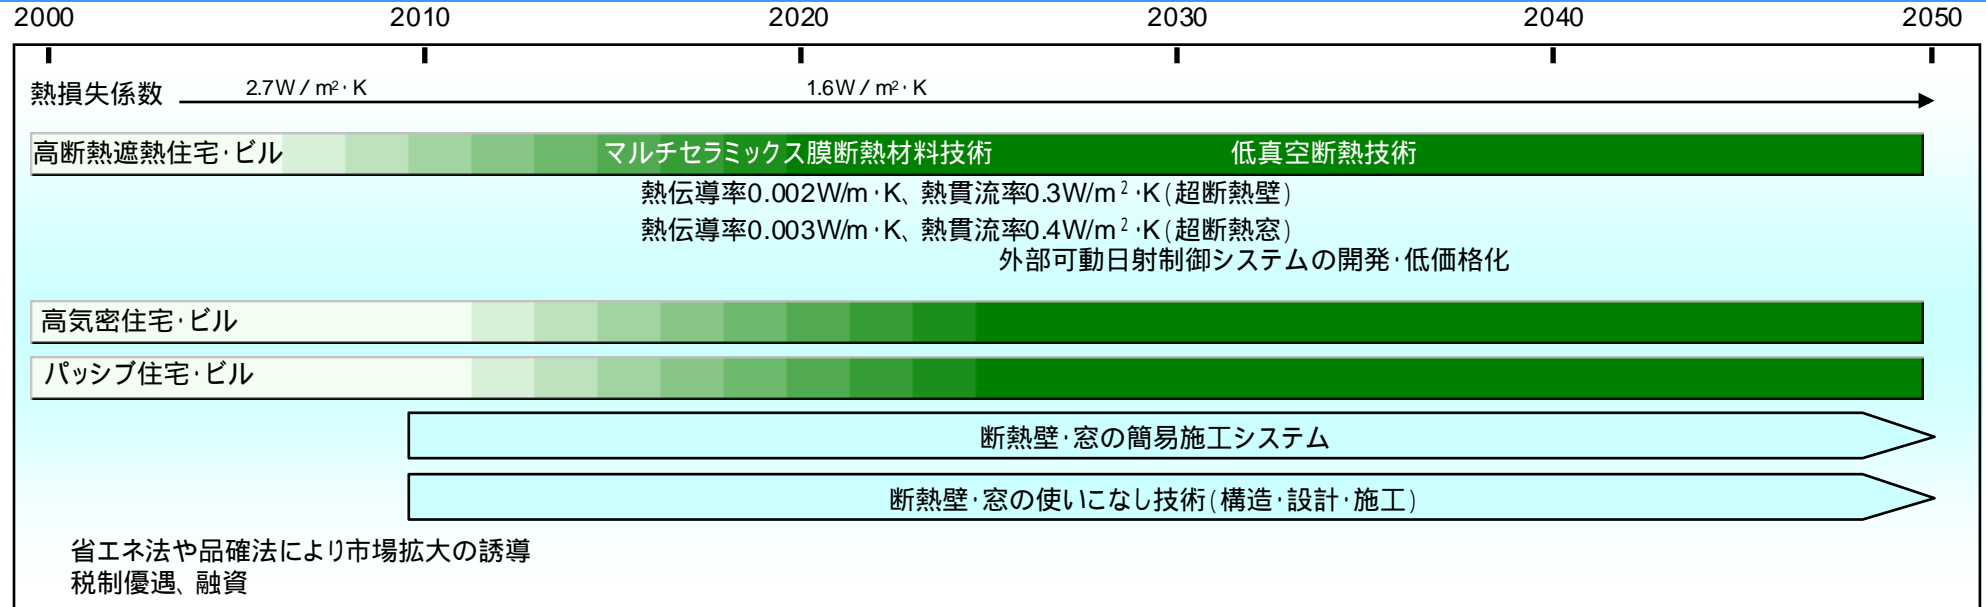 2000 2010 2020 2030 2040 2050
熱損失係数 2.7W / m²・K 1.6W / m²・K
高断熱遮熱住宅・ビル マルチセラミックス膜断熱材料技術 低真空断熱技術
熱伝導率0.002W/m・K、熱貫流率0.3W/m²・K(超断熱壁)
熱伝導率0.003W/m・K、熱貫流率0.4W/m²・K(超断熱窓)
外部可動日射制御システムの開発・低価格化
高気密住宅・ビル
パッシブ住宅・ビル
断熱壁・窓の簡易施工システム
断熱壁・窓の使いこなし技術(構造・設計・施工)
省エネ法や品確法により市場拡大の誘導
税制優遇、融資